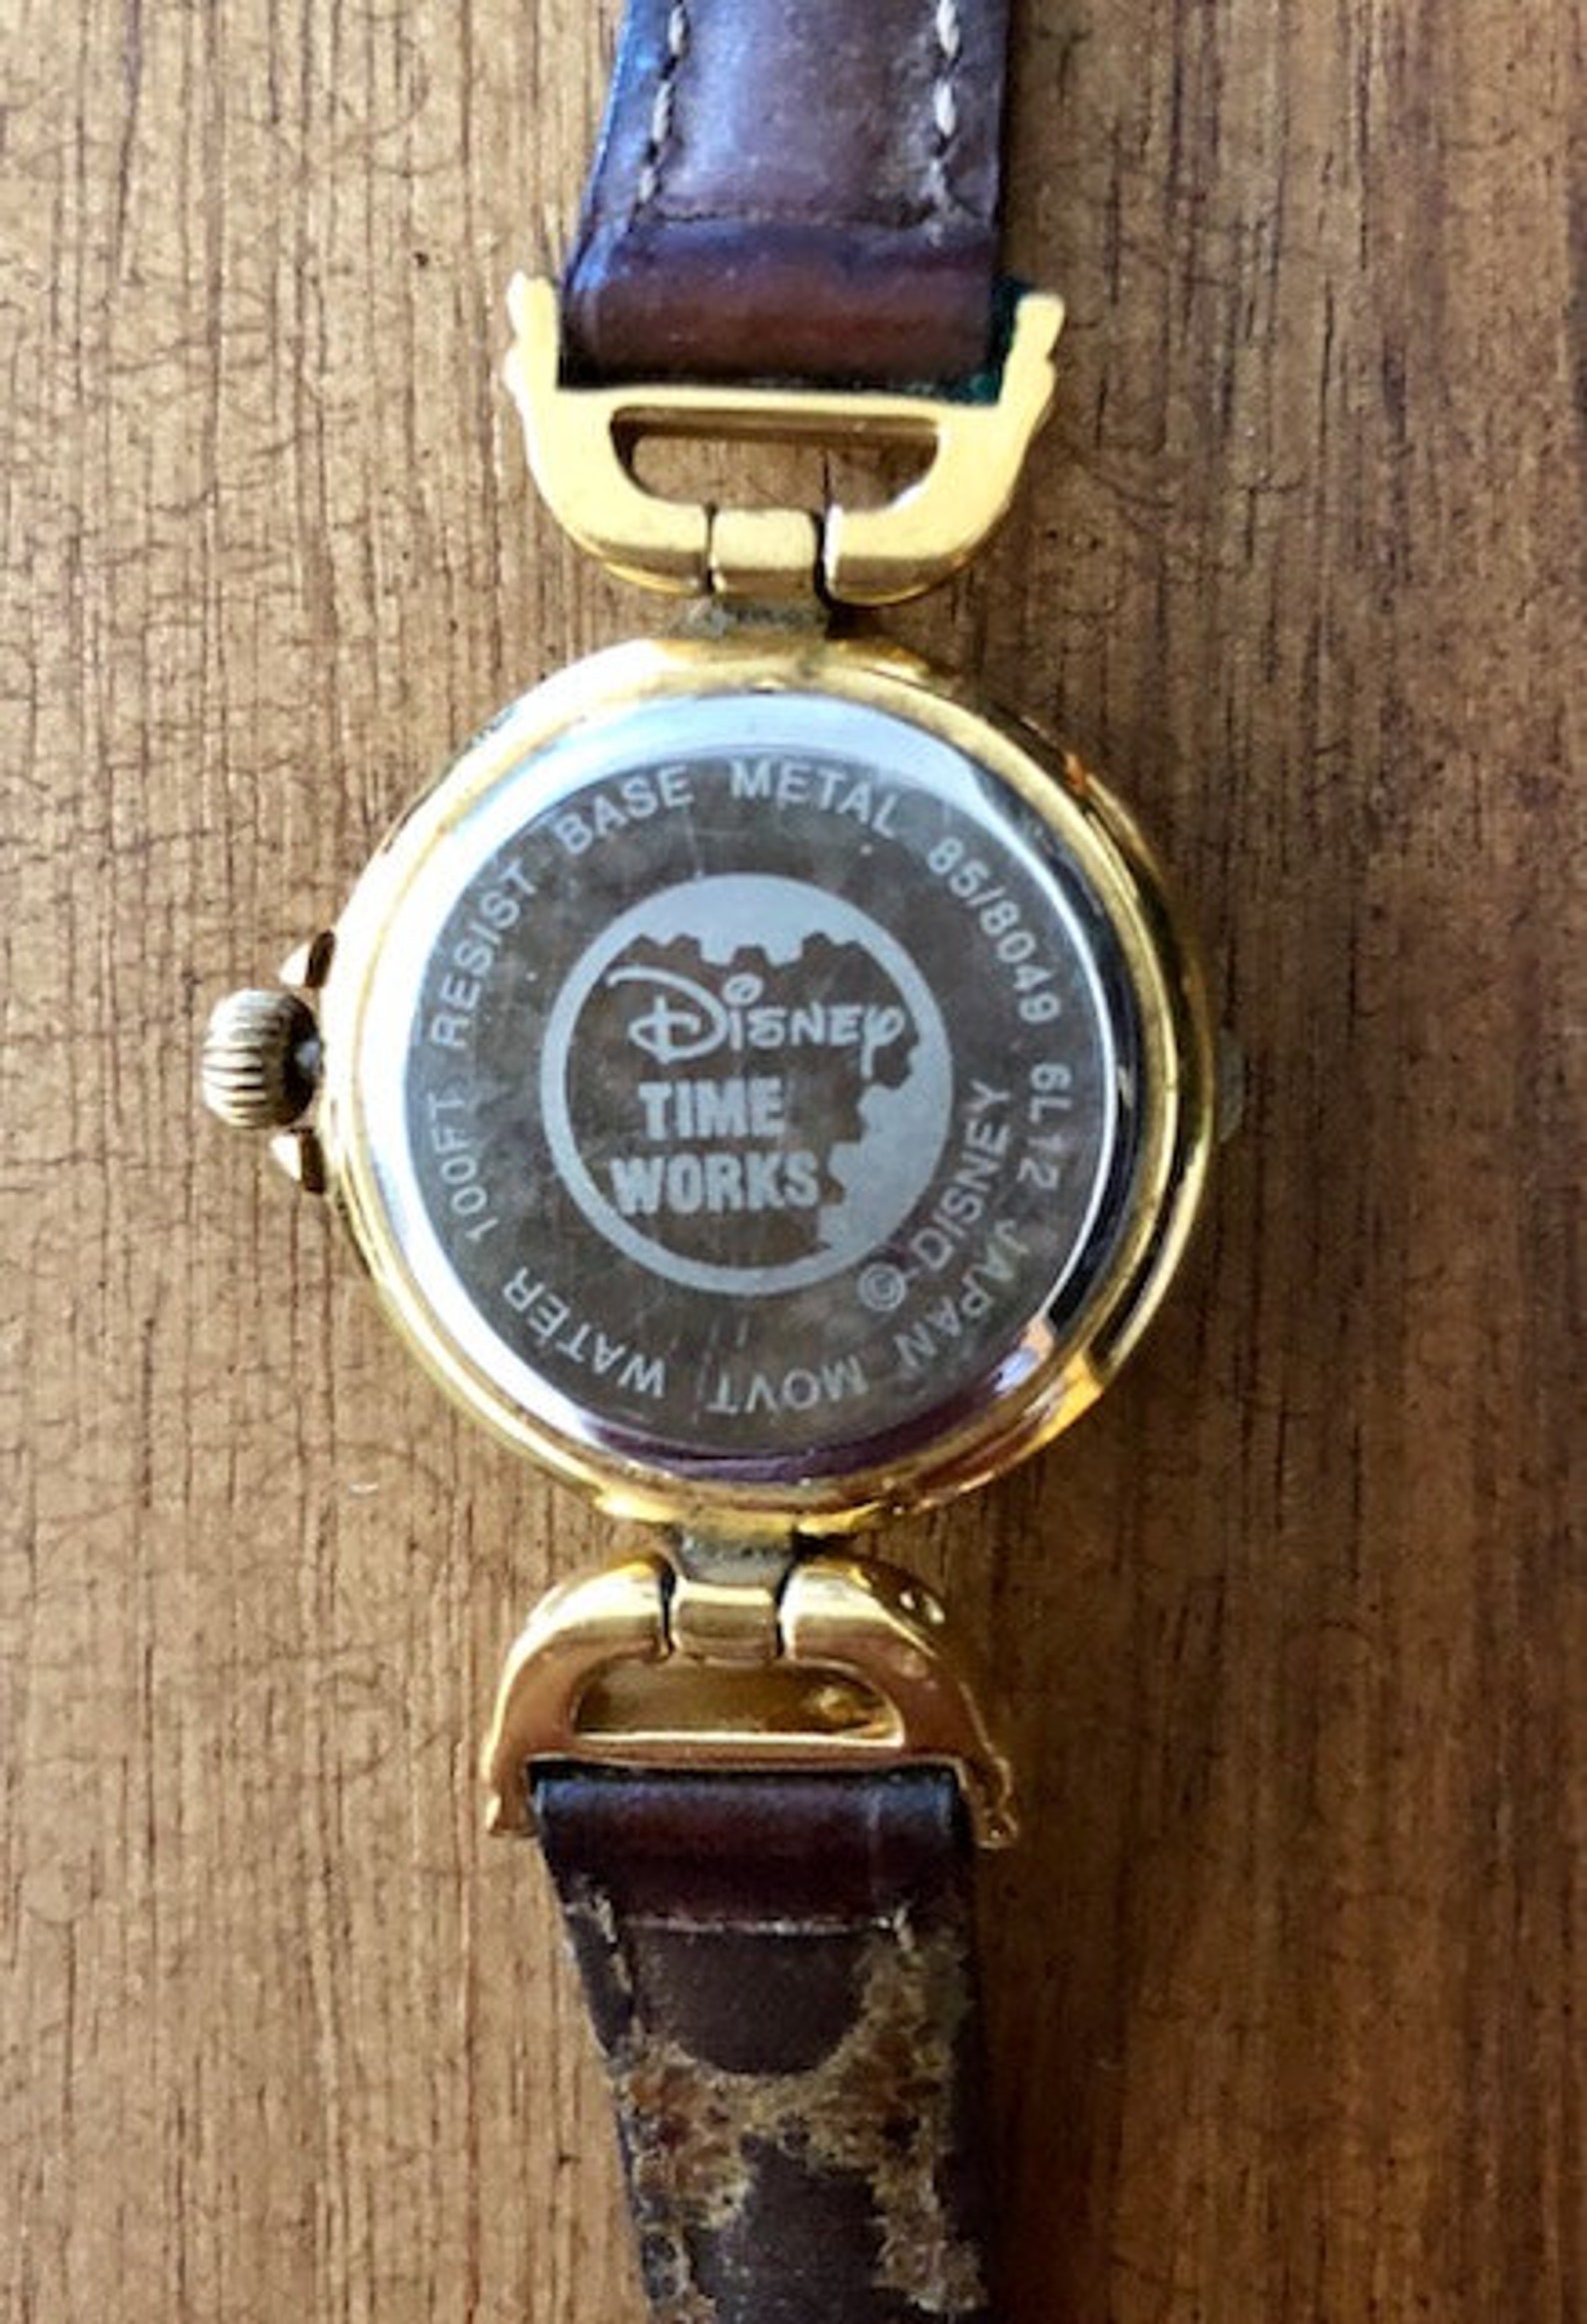 WATER 100FT RESIST BASE METAL 85/8049 6L12 JAPAN MOVT
© DISNEY
Disney
TIME
WORKS